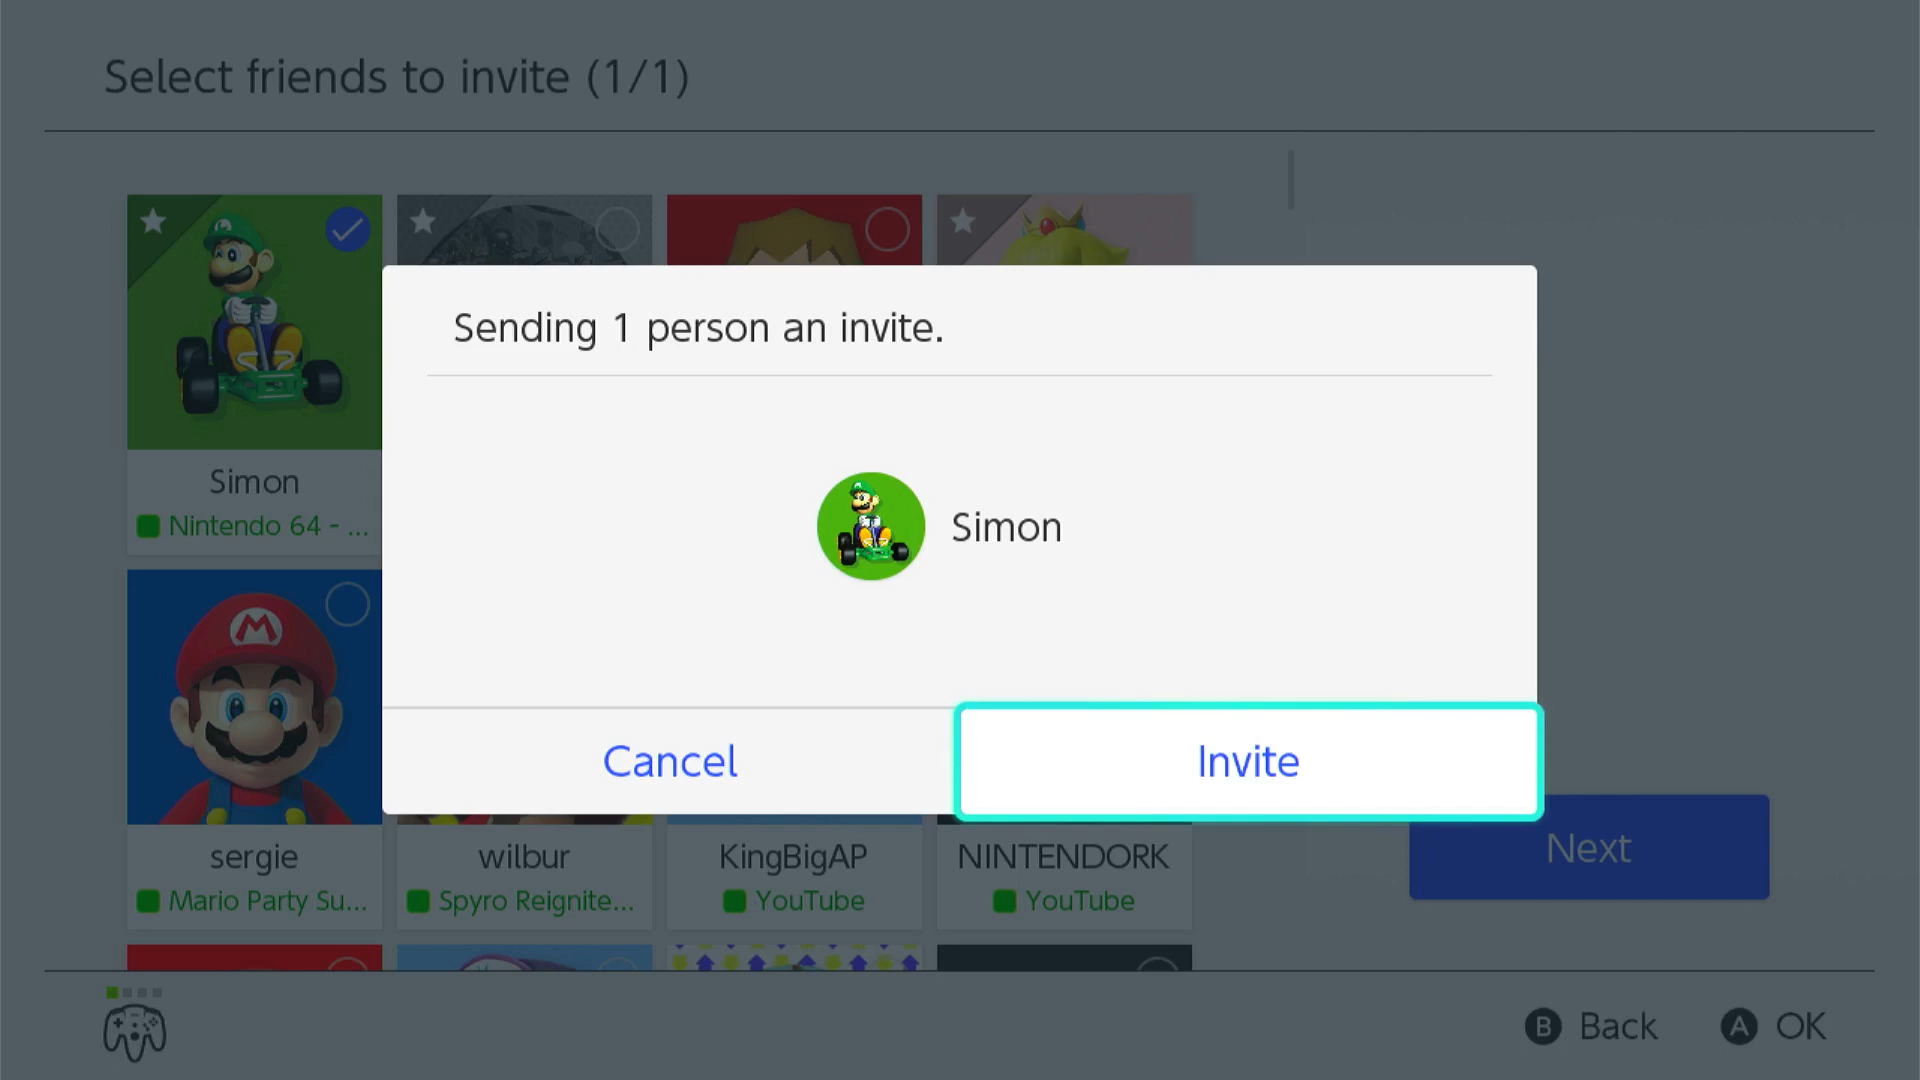 Select friends to invite (1/1)
Sending 1 person an invite.
Simon
Simon
Nintendo 64 - ...
Cancel
Invite
Next
sergie
wilbur
KingBigAP
NINTENDORK
Mario Party Su...
Spyro Reignite...
YouTube
YouTube
B Back
A OK